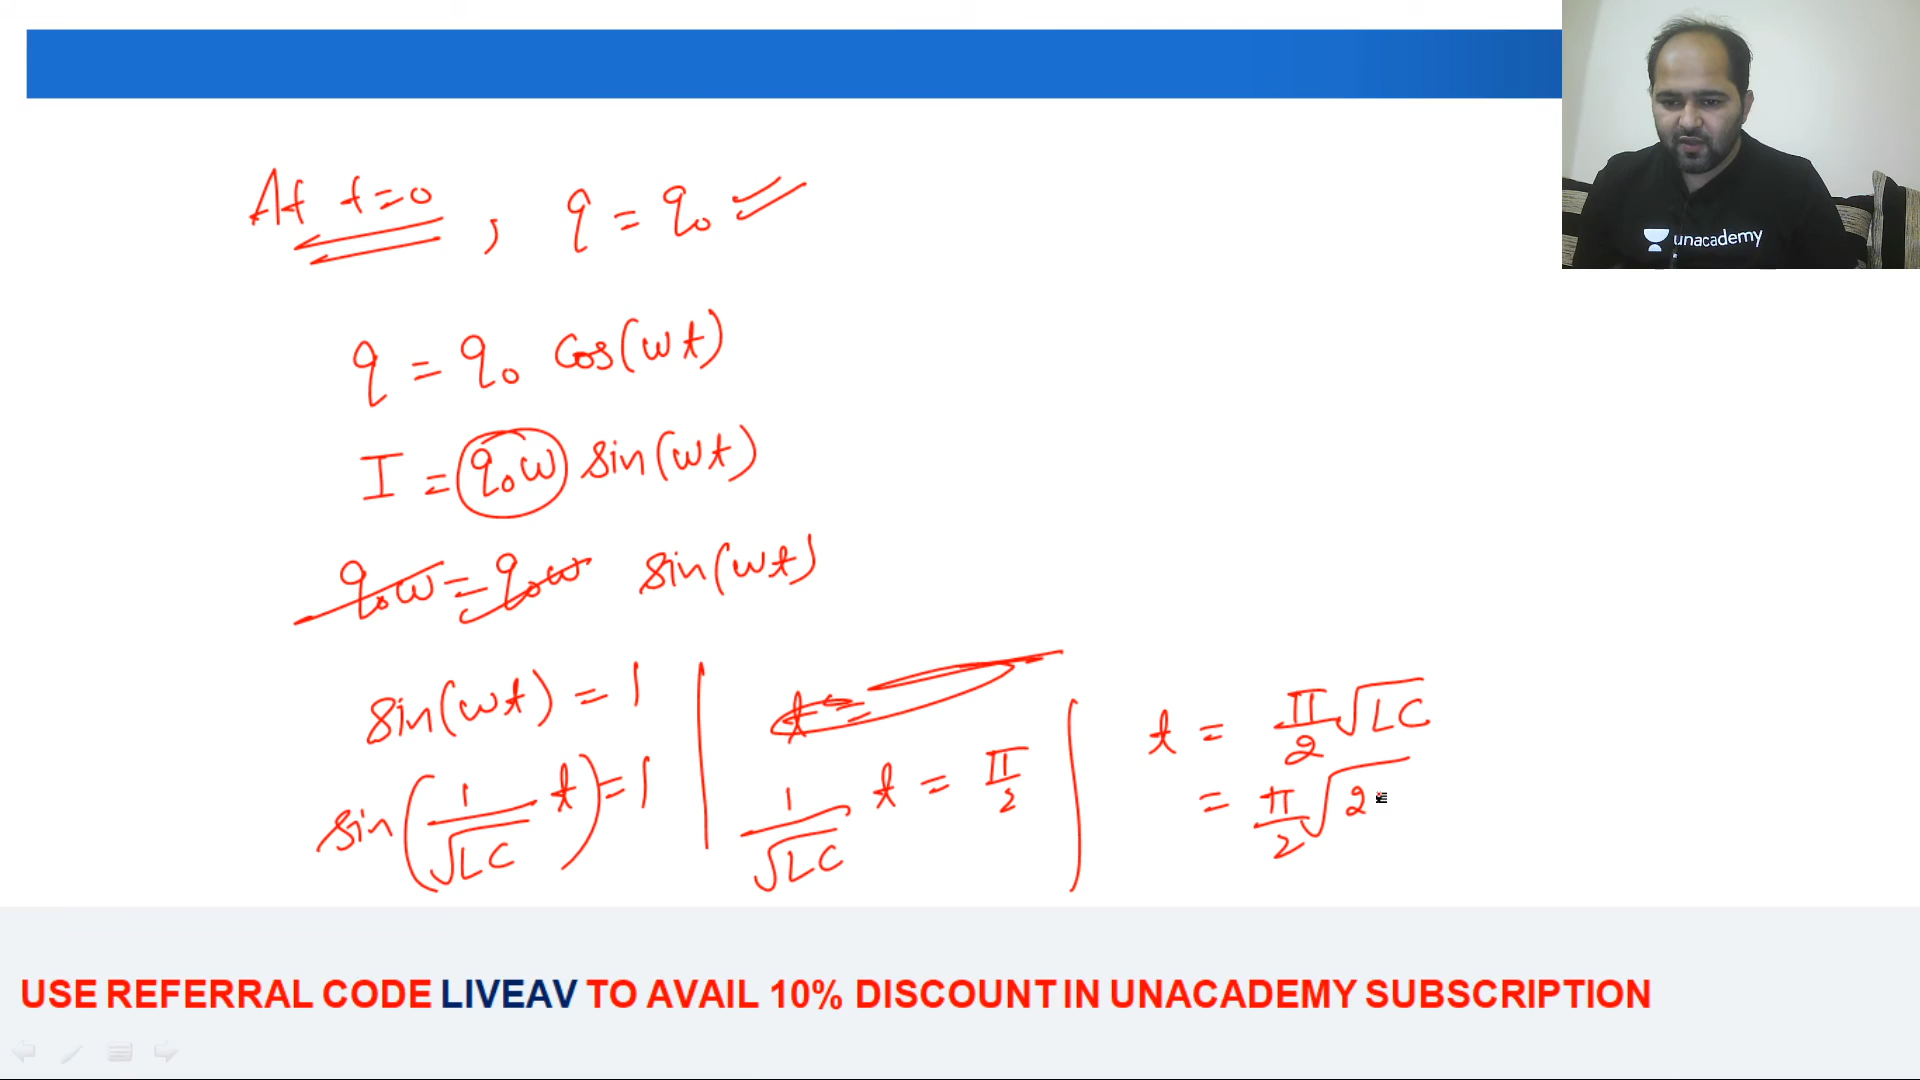 unacademy
At t=0, q = q₀
q = q₀ cos(ωt)
I = q₀ω sin(ωt)
q₀ω = q₀ω sin(ωt)
sin(ωt) = 1
sin(1/√LC t) = 1
t =
1/√LC t = π/2
t = π/2 √LC
= π/2 √2
USE REFERRAL CODE LIVEAV TO AVAIL 10% DISCOUNT IN UNACADEMY SUBSCRIPTION